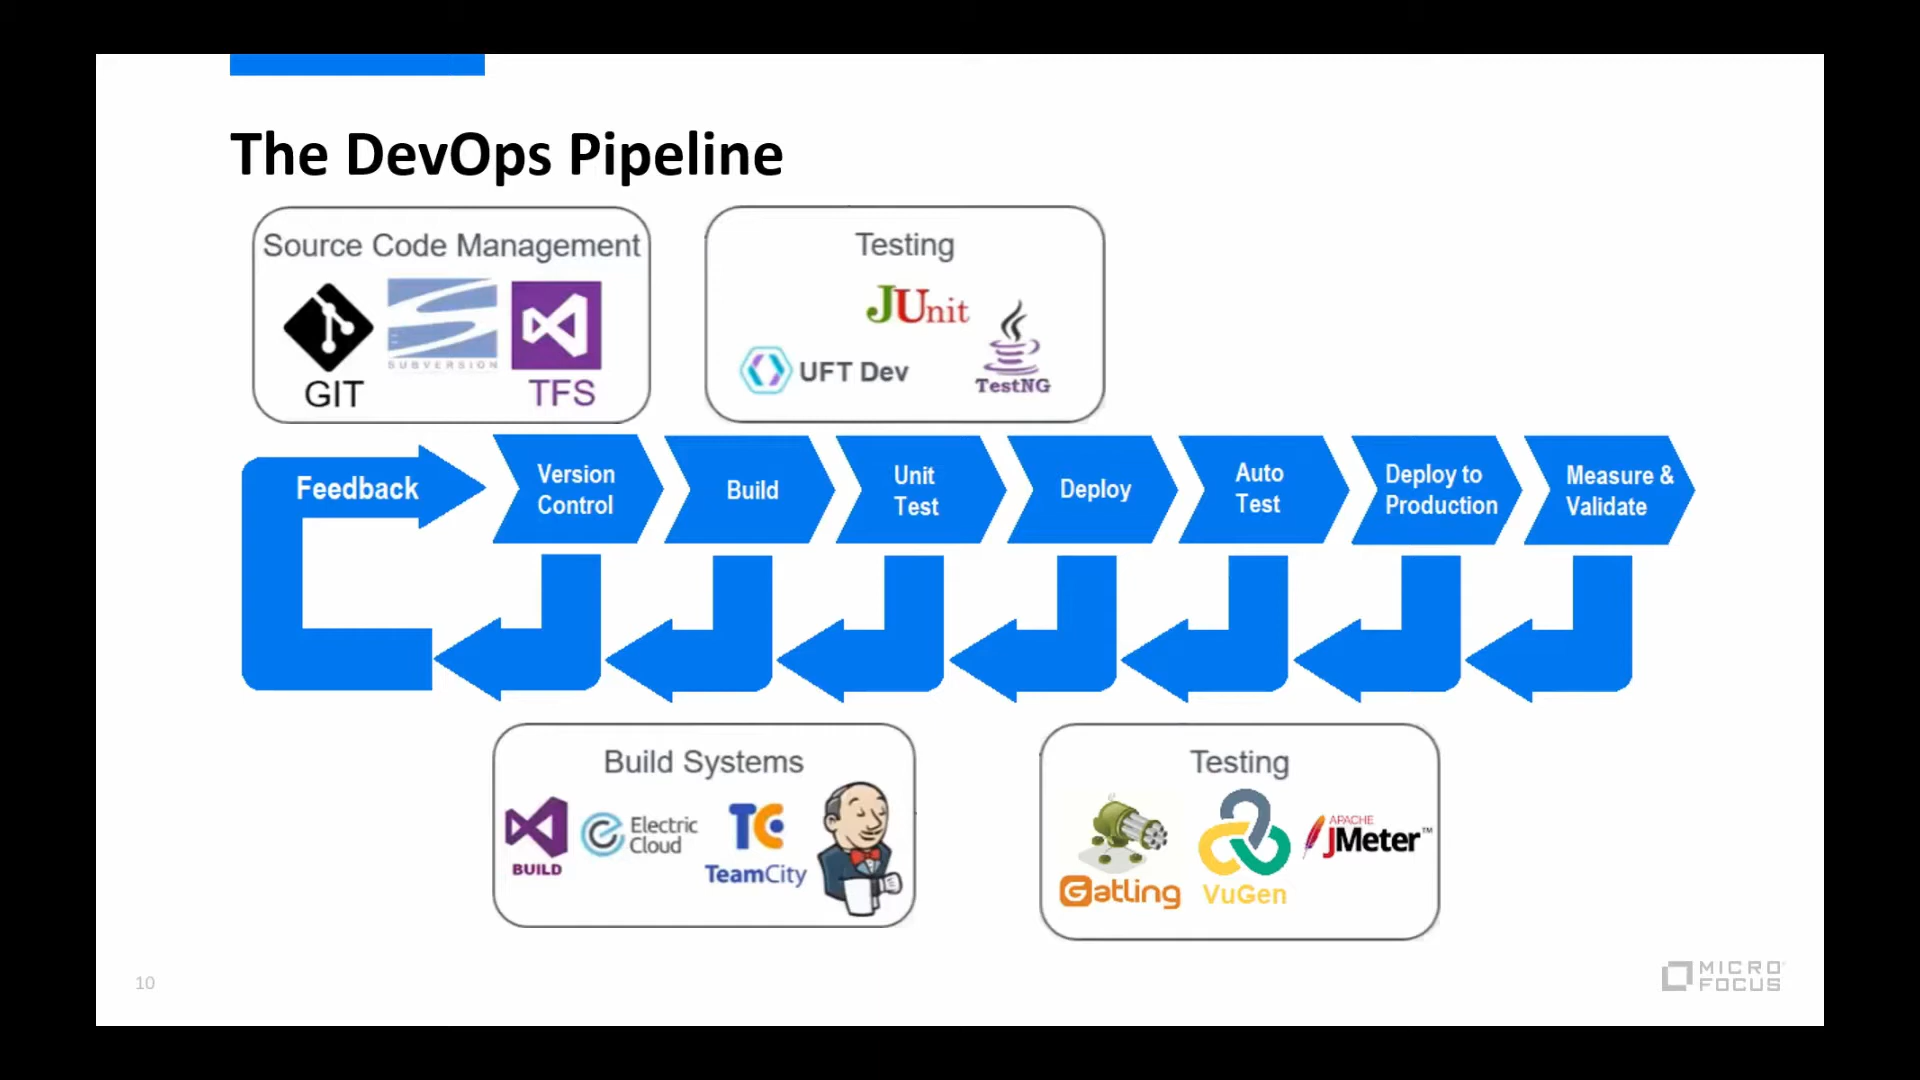 The DevOps Pipeline
Source Code Management
GIT
SUBVERSION
TFS
Testing
JUnit
UFT Dev
TestNG
Feedback
Version
Control
Build
Unit
Test
Deploy
Auto
Test
Deploy to
Production
Measure &
Validate
Build Systems
BUILD
Electric
Cloud
TC
TeamCity
Testing
Gatling
VuGen
APACHE
JMeter™
10
MICRO
FOCUS